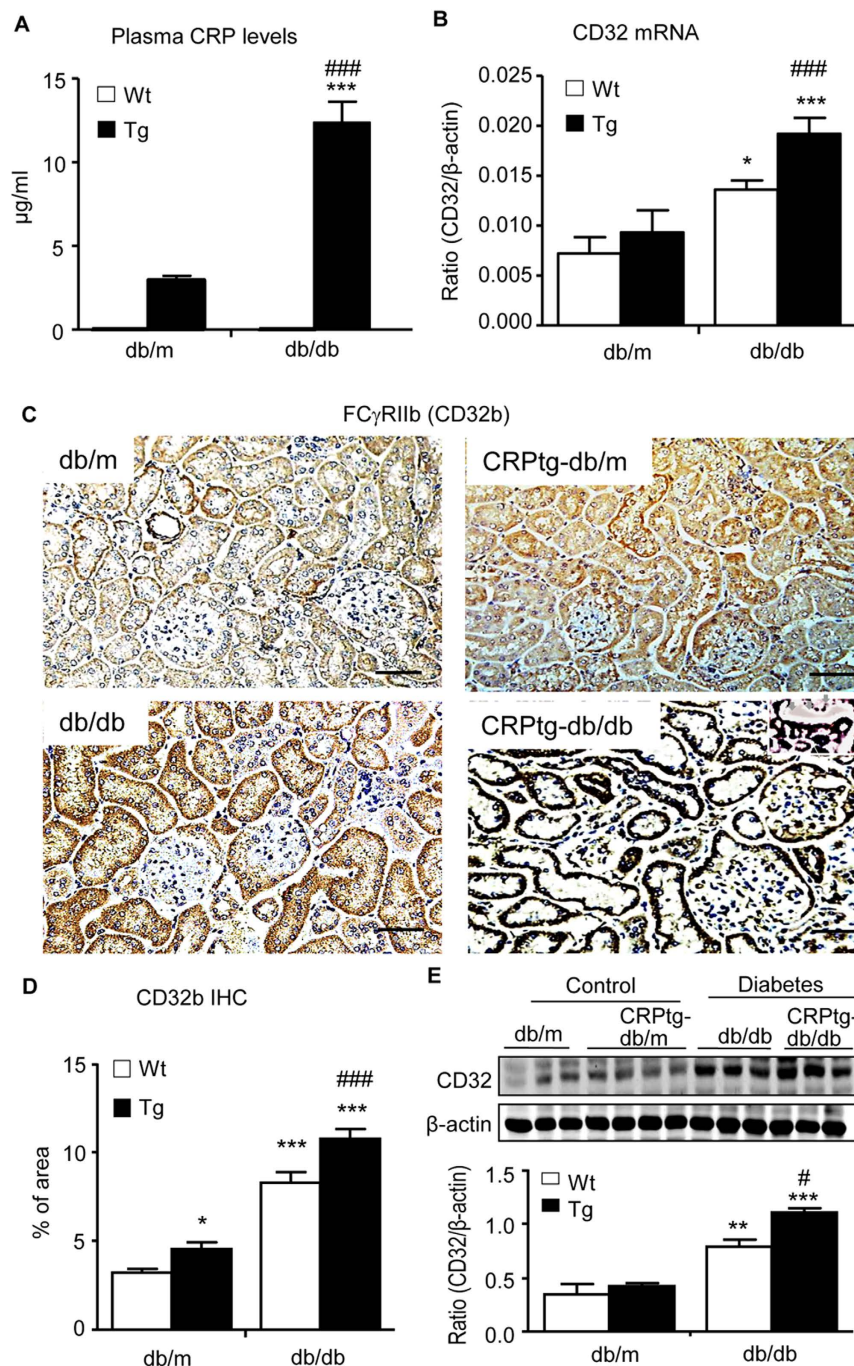 A
Plasma CRP levels
Wt
Tg
###
***
µg/ml
15
10
5
0
db/m
db/db
B
CD32 mRNA
Wt
Tg
###
***
*
Ratio (CD32/β-actin)
0.025
0.020
0.015
0.010
0.005
0.000
db/m
db/db
C
FCγRIIb (CD32b)
db/m
CRPtg-db/m
db/db
CRPtg-db/db
D
CD32b IHC
Wt
Tg
###
***
***
*
% of area
15
10
5
0
db/m
db/db
E
Control
Diabetes
db/m
CRPtg-
db/m
db/db
CRPtg-
db/db
CD32
β-actin
Wt
Tg
#
***
**
Ratio (CD32/β-actin)
1.5
1.0
0.5
0.0
db/m
db/db